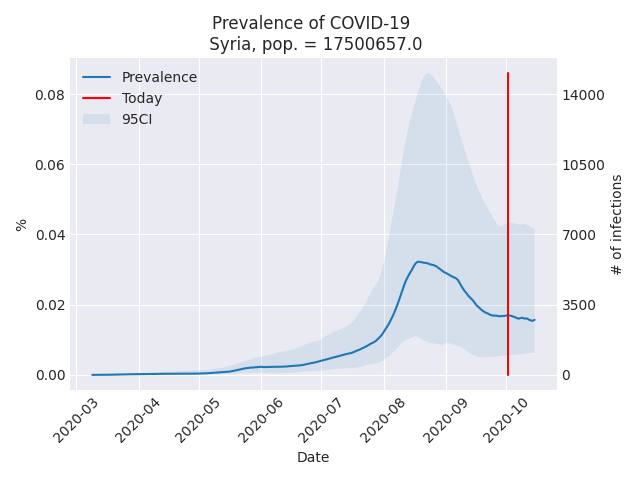 Prevalence of COVID-19
Syria, pop. = 17500657.0
Prevalence
Today
95CI
0.08
0.06
0.04
0.02
0.00
%
14000
10500
7000
3500
0
# of infections
2020-03
2020-04
2020-05
2020-06
2020-07
2020-08
2020-09
2020-10
Date